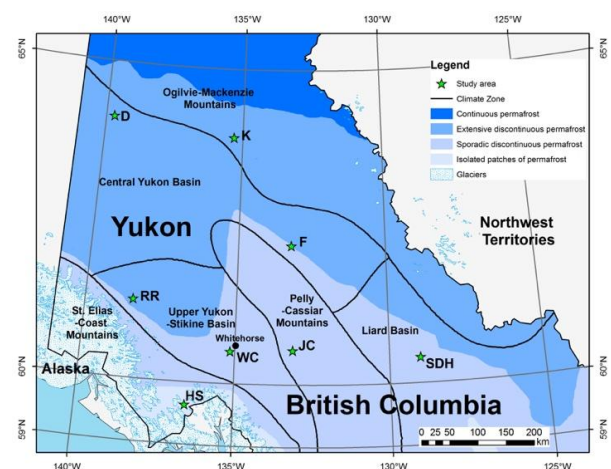 140°W
135°W
130°W
125°W
65°N
65°N
Legend
Study area
Climate Zone
Continuous permafrost
Extensive discontinuous permafrost
Sporadic discontinuous permafrost
Isolated patches of permafrost
Glaciers
Ogilvie-Mackenzie
Mountains
D
K
Central Yukon Basin
Yukon
Northwest
Territories
F
RR
St. Elias
-Coast
Mountains
Upper Yukon
-Stikine Basin
Pelly
-Cassiar
Mountains
Liard Basin
Whitehorse
WC
JC
SDH
60°N
60°N
Alaska
HS
British Columbia
59°N
59°N
0 25 50 100 150 200
km
140°W
135°W
130°W
125°W